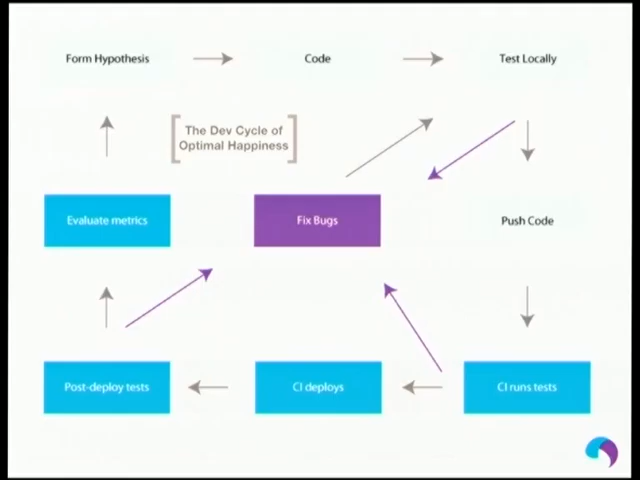 Form Hypothesis
Code
Test Locally
The Dev Cycle of
Optimal Happiness
Evaluate metrics
Fix Bugs
Push Code
Post-deploy tests
CI deploys
CI runs tests